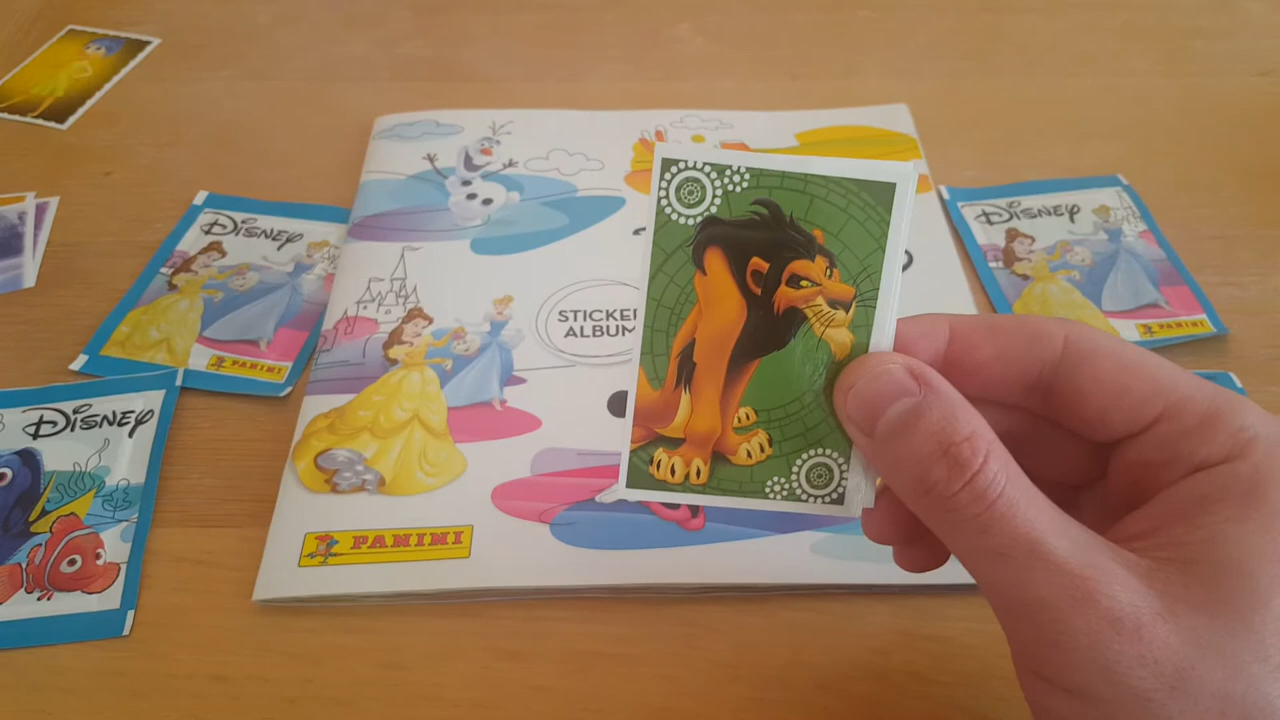 DISNEY
PANINI
DISNEY
STICKER
ALBUM
PANINI
DISNEY
PANINI